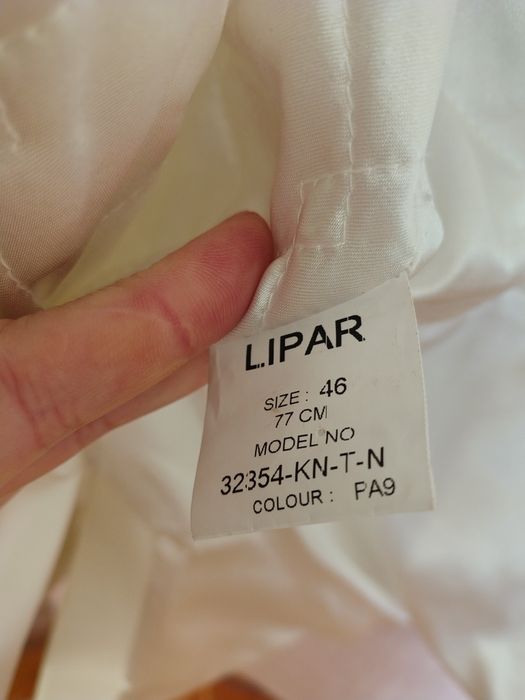 LIPAR
SIZE : 46
77 CM
MODEL NO
32354-KN-T-N
COLOUR : PA9